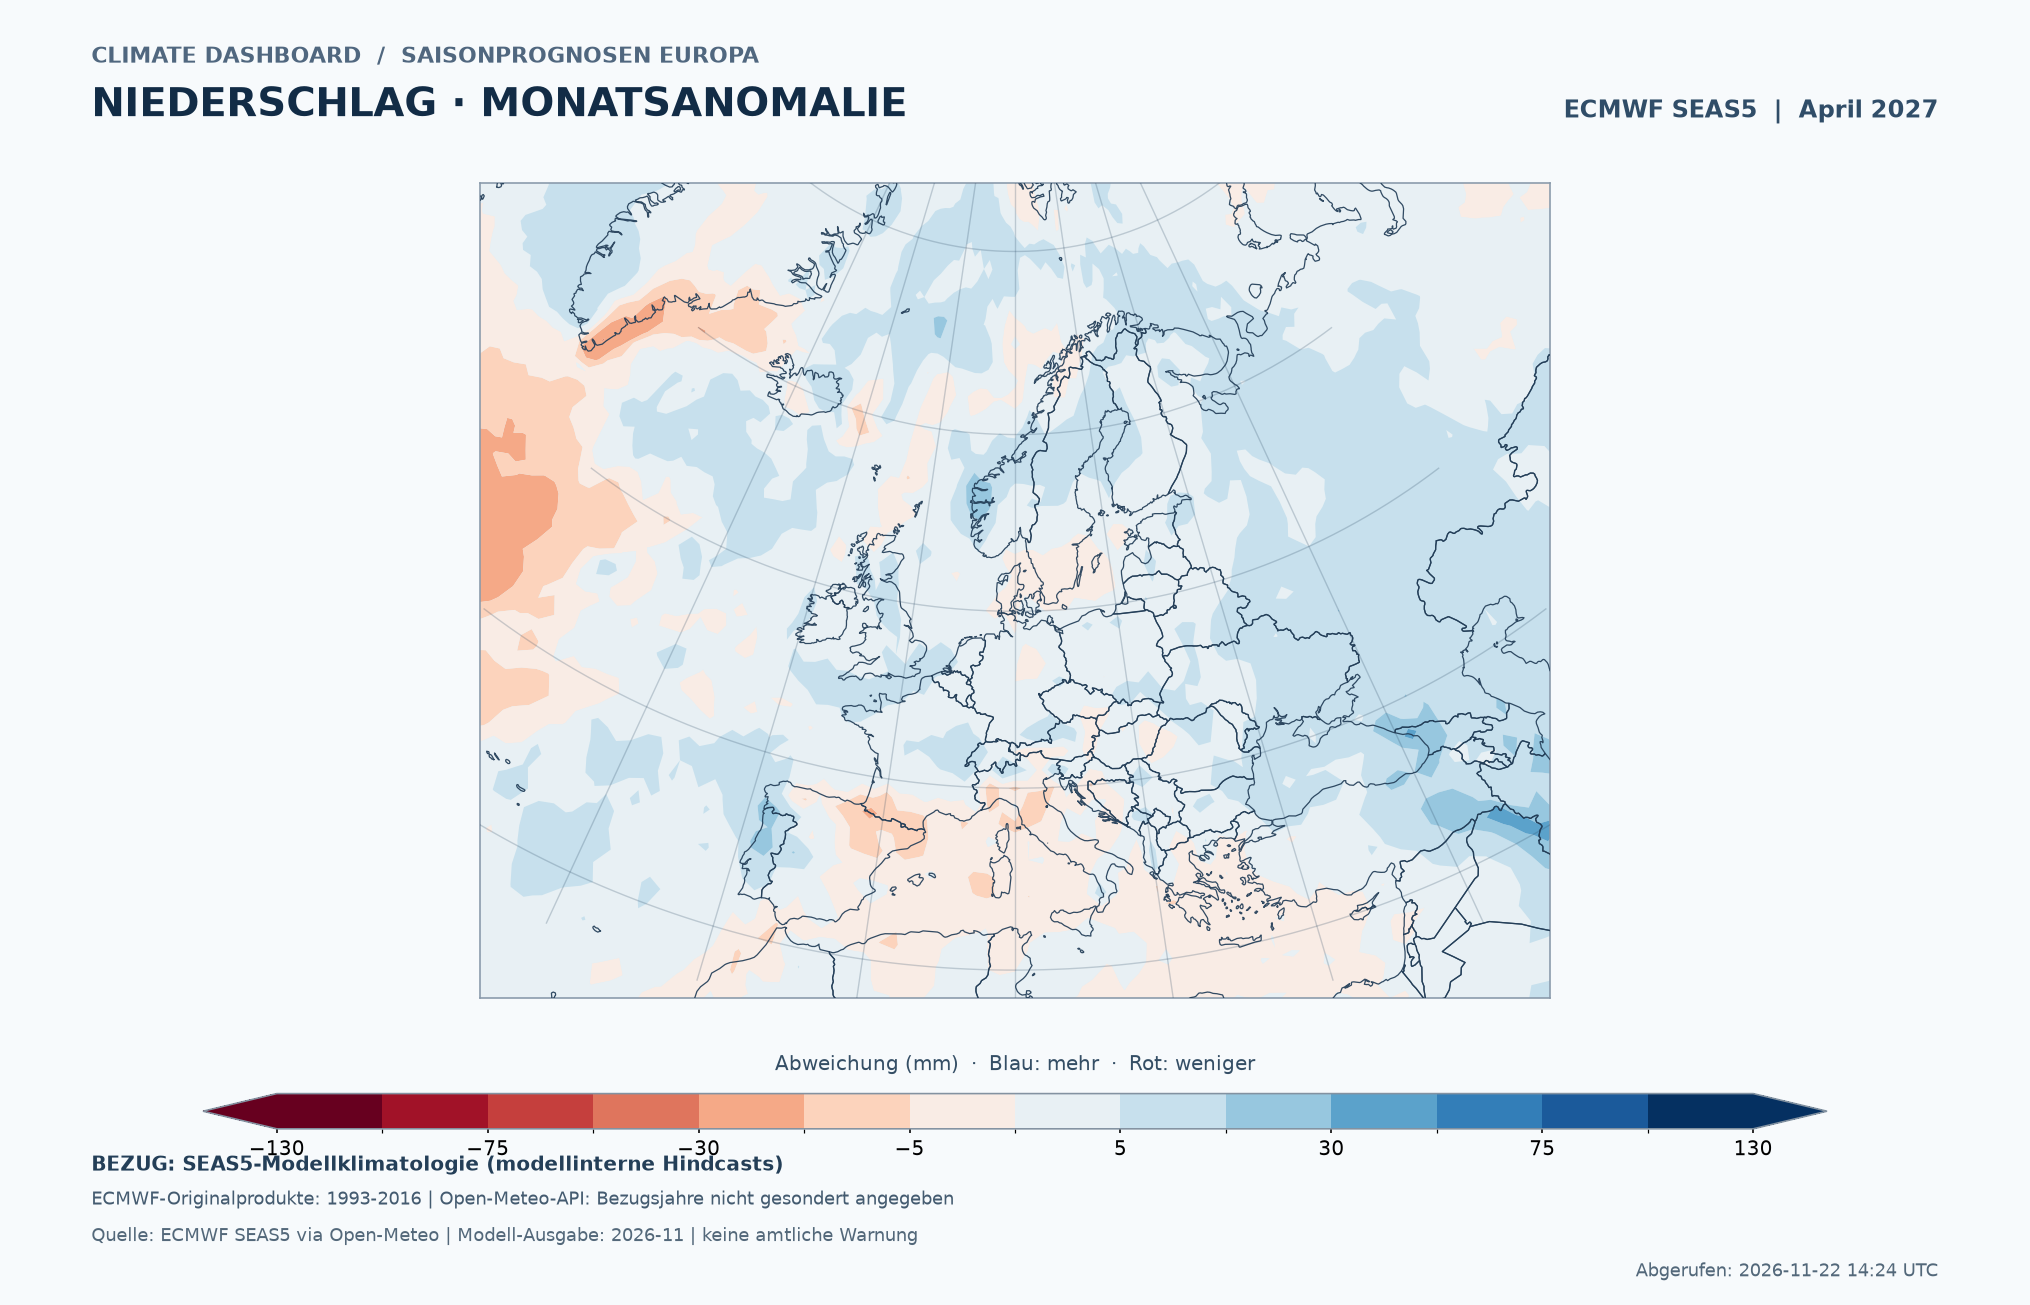 CLIMATE DASHBOARD / SAISONPROGNOSEN EUROPA
NIEDERSCHLAG · MONATSANOMALIE
ECMWF SEAS5 | April 2027
Abweichung (mm) · Blau: mehr · Rot: weniger
−130 −75 −30 −5 5 30 75 130
BEZUG: SEAS5-Modellklimatologie (modellinterne Hindcasts)
ECMWF-Originalprodukte: 1993-2016 | Open-Meteo-API: Bezugsjahre nicht gesondert angegeben
Quelle: ECMWF SEAS5 via Open-Meteo | Modell-Ausgabe: 2026-11 | keine amtliche Warnung
Abgerufen: 2026-11-22 14:24 UTC